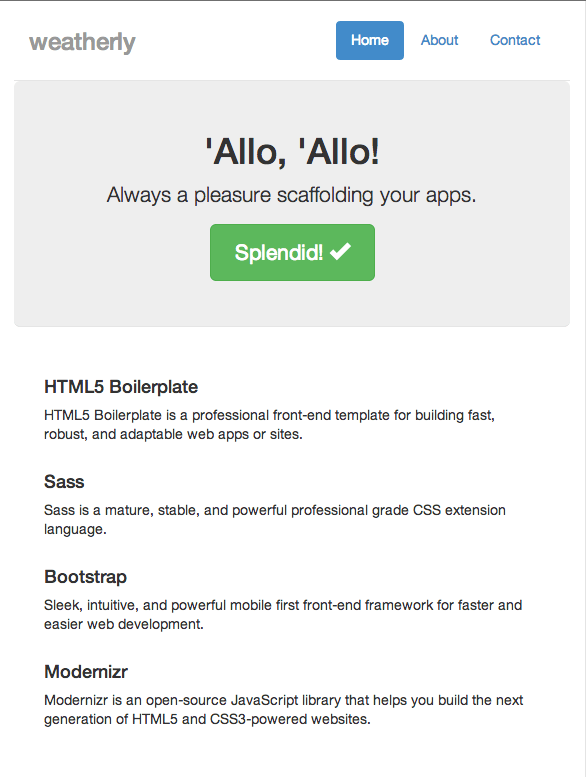 weatherly
Home About Contact
'Allo, 'Allo!
Always a pleasure scaffolding your apps.
Splendid! ✔
HTML5 Boilerplate
HTML5 Boilerplate is a professional front-end template for building fast,
robust, and adaptable web apps or sites.
Sass
Sass is a mature, stable, and powerful professional grade CSS extension
language.
Bootstrap
Sleek, intuitive, and powerful mobile first front-end framework for faster and
easier web development.
Modernizr
Modernizr is an open-source JavaScript library that helps you build the next
generation of HTML5 and CSS3-powered websites.